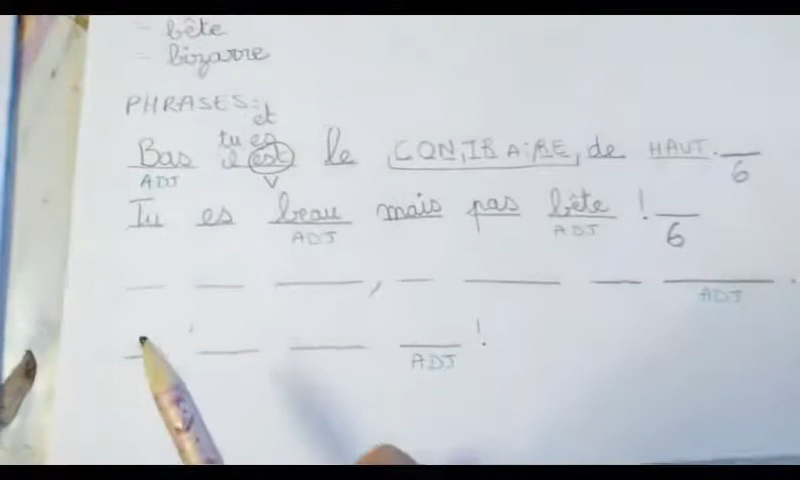 - bête
- bizarre
PHRASES:
et
tu es
Bas il est le CONTRAIRE, de HAUT.
6
ADJ V
Tu es beau mais pas bête !
6
ADJ ADJ
,
.
ADJ
' !
ADJ